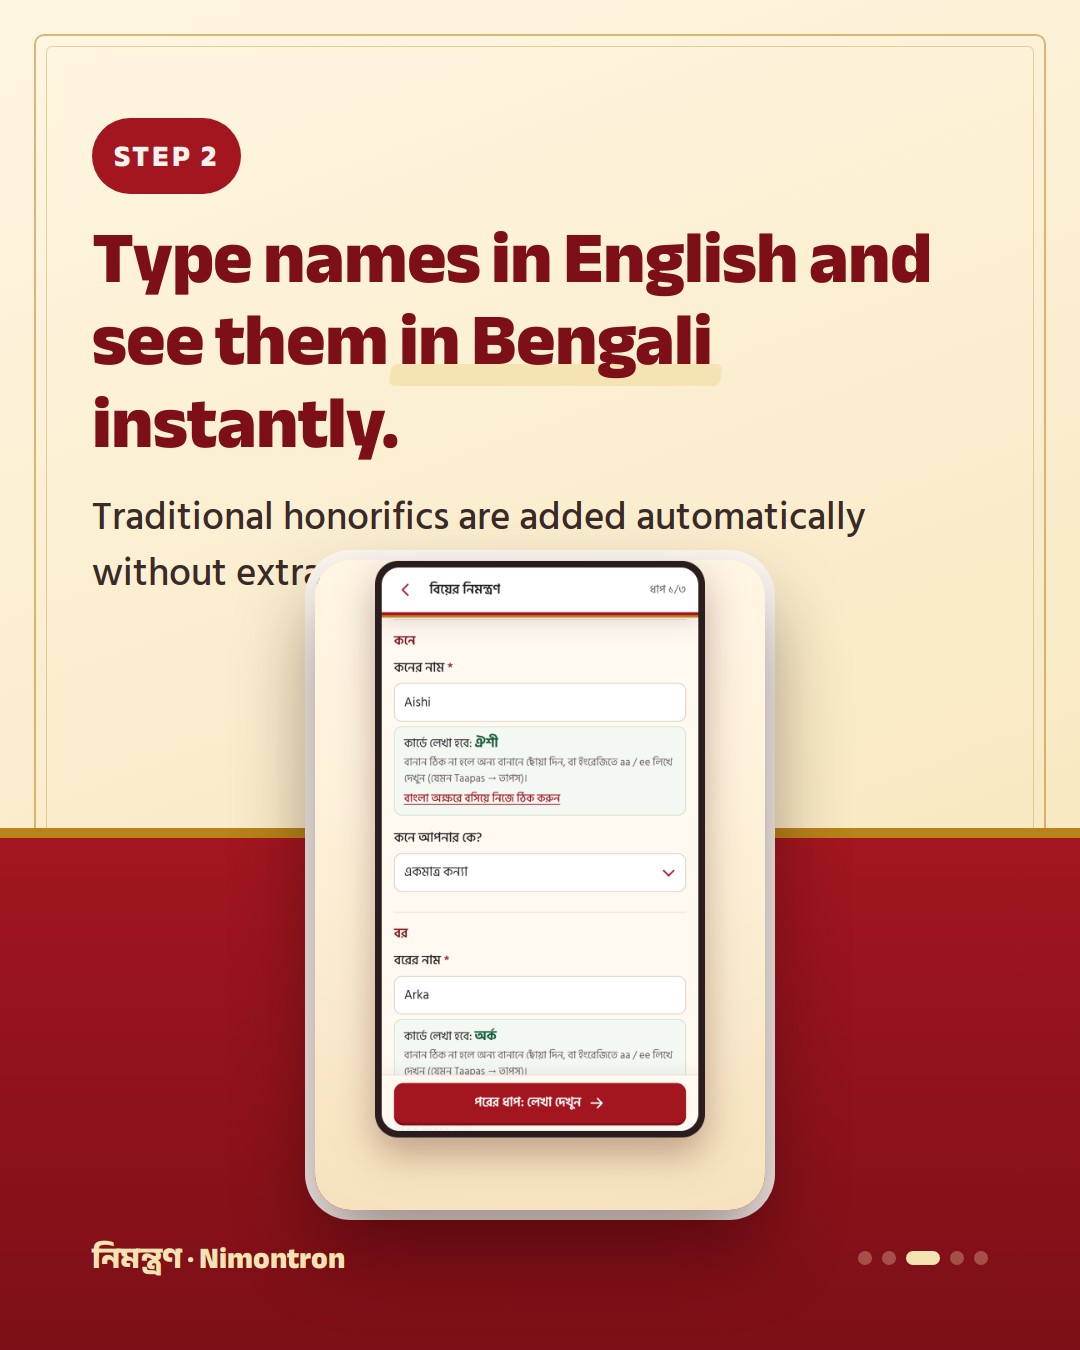 STEP 2
Type names in English and
see them in Bengali
instantly.
Traditional honorifics are added automatically
without extra
বিয়ের নিমন্ত্রণ
ধাপ ১/৩
কনে
কনের নাম *
Aishi
কার্ডে লেখা হবে: ঐশী
বানান ঠিক না হলে অন্য বানানে ছোঁয়া দিন, বা ইংরেজিতে aa / ee লিখে
দেখুন (যেমন Taapas → তাপস)।
বাংলা অক্ষরে বসিয়ে নিজে ঠিক করুন
কনে আপনার কে?
একমাত্র কন্যা
বর
বরের নাম *
Arka
কার্ডে লেখা হবে: অর্ক
বানান ঠিক না হলে অন্য বানানে ছোঁয়া দিন, বা ইংরেজিতে aa / ee লিখে
দেখুন (যেমন Taapas → তাপস)।
পরের ধাপ: লেখা দেখুন →
নিমন্ত্রণ · Nimontron